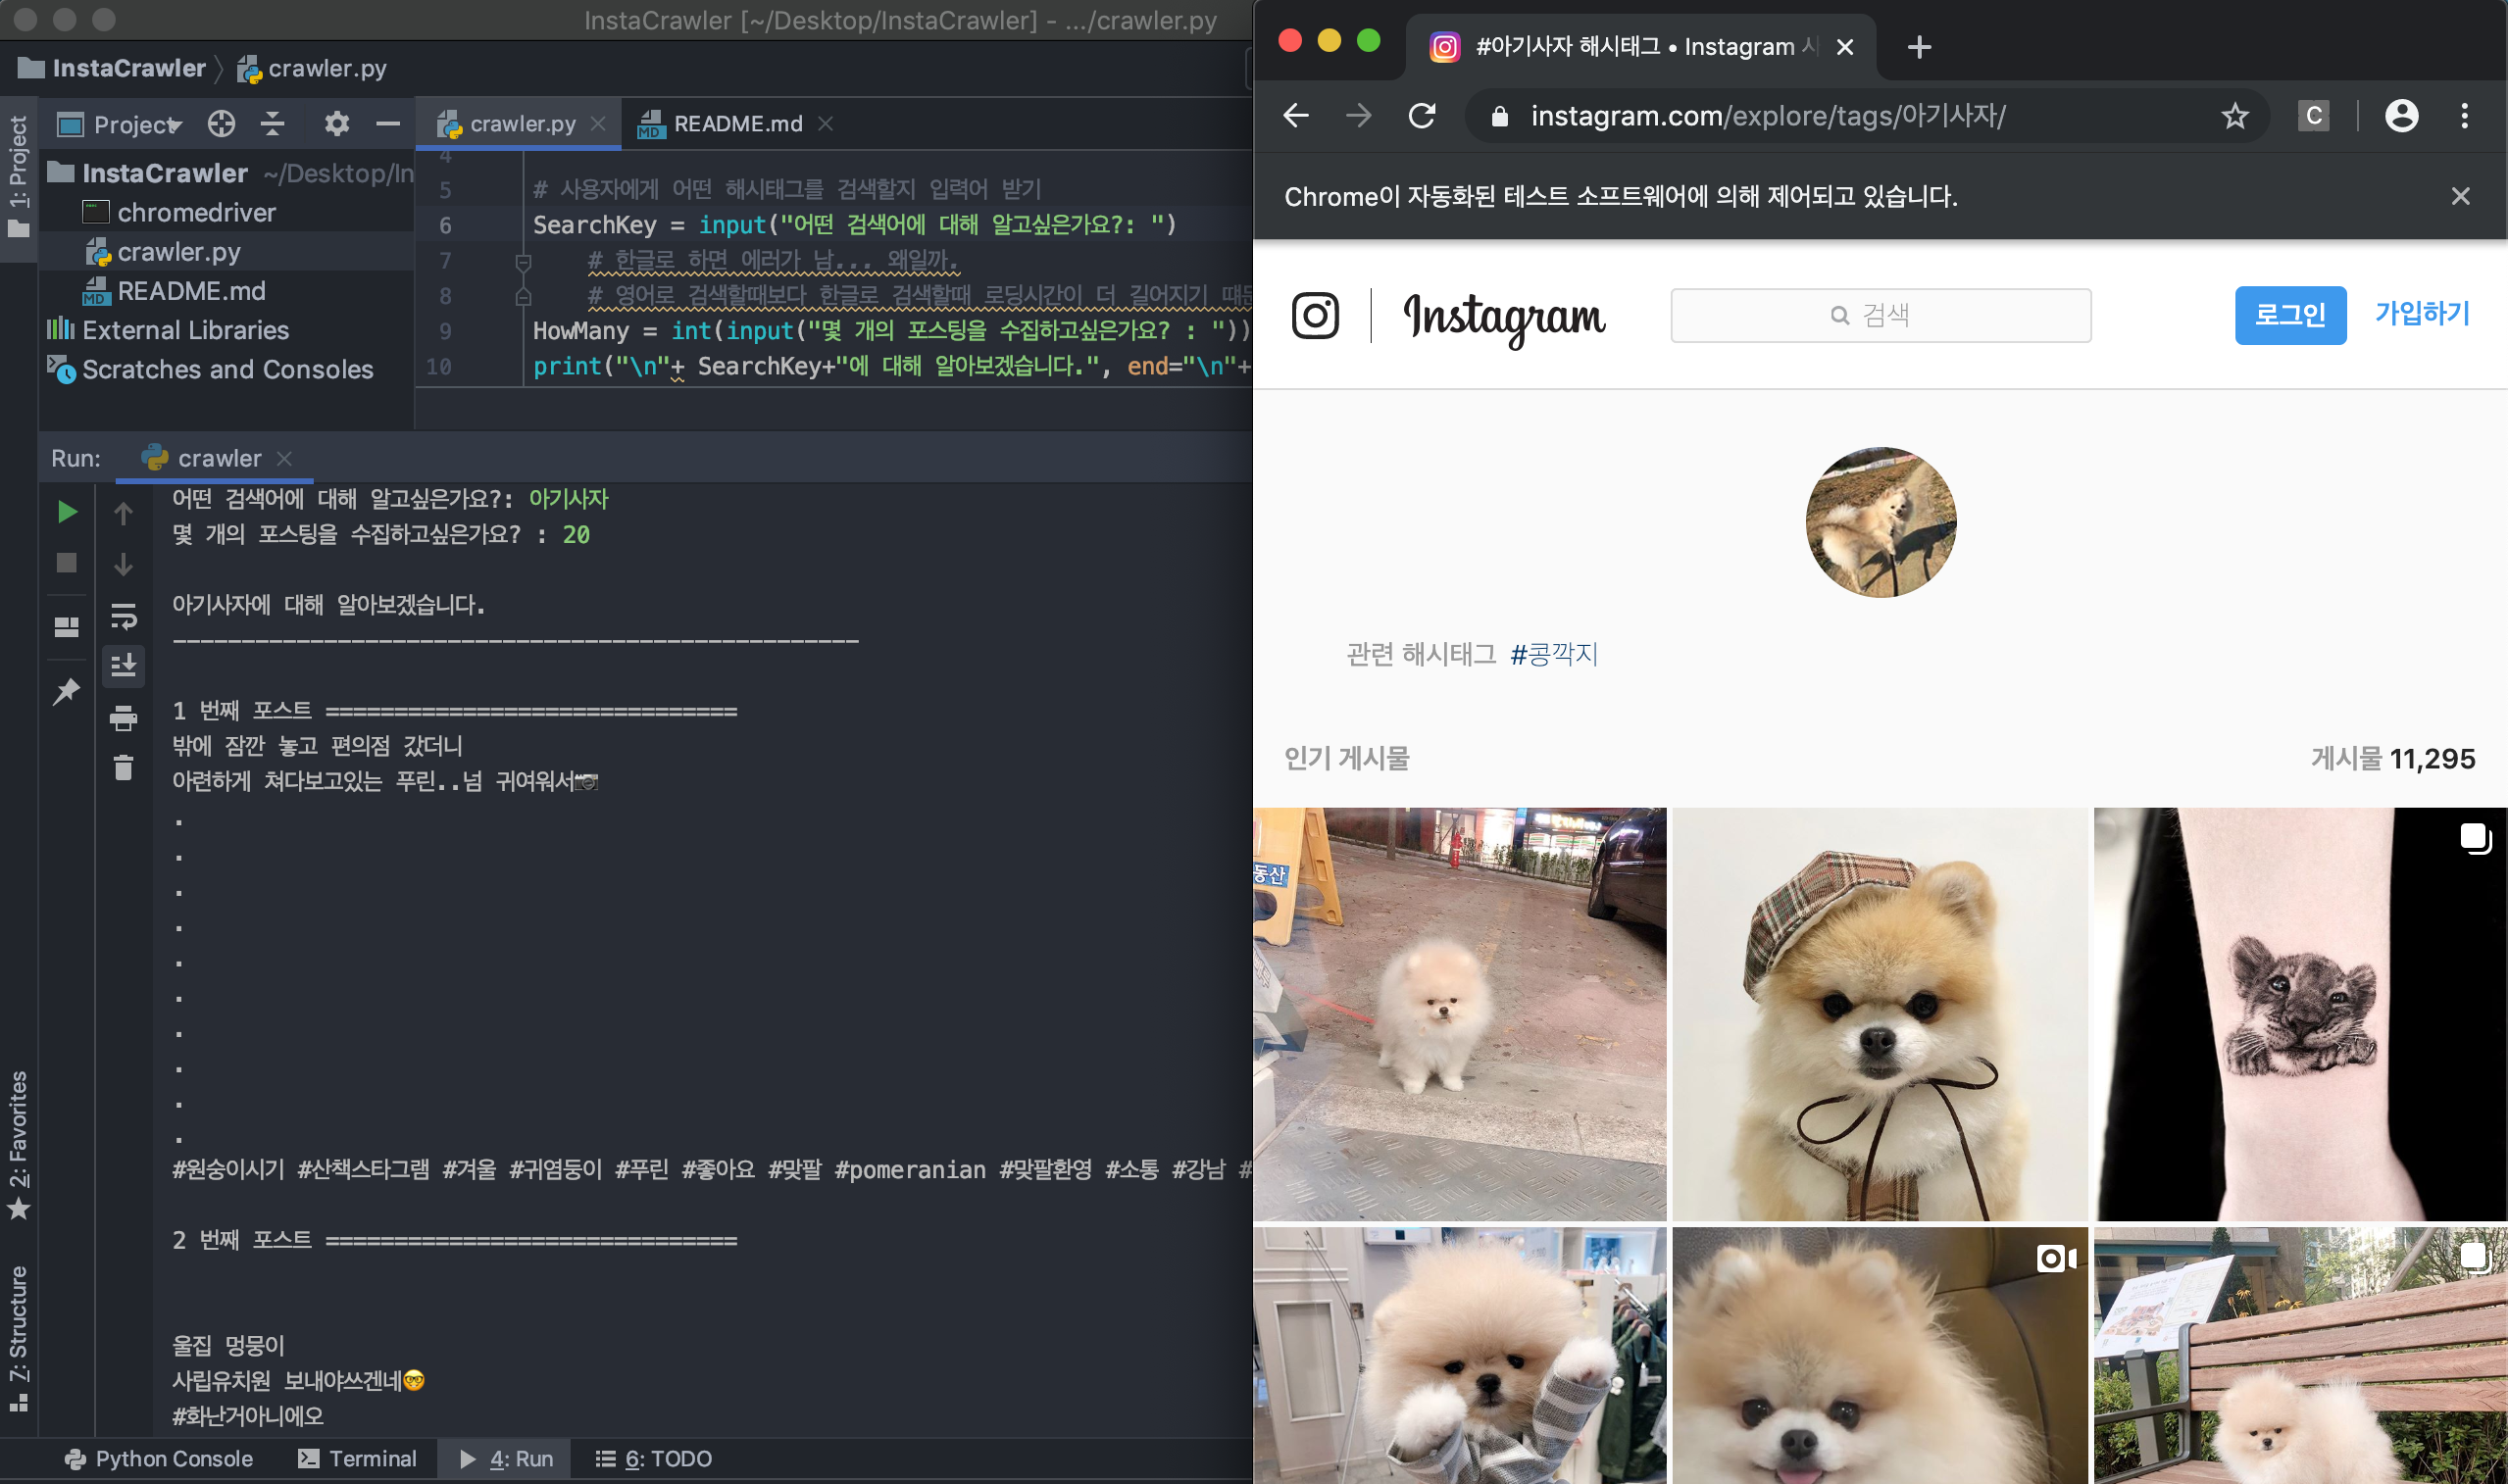 InstaCrawler [~/Desktop/InstaCrawler] - .../crawler.py
InstaCrawler
crawler.py
1: Project
Project
crawler.py
README.md
InstaCrawler ~/Desktop/In
chromedriver
crawler.py
README.md
External Libraries
Scratches and Consoles
4
5 # 사용자에게 어떤 해시태그를 검색할지 입력어 받기
6 SearchKey = input("어떤 검색어에 대해 알고싶은가요?: ")
7 # 한글로 하면 에러가 남... 왜일까.
8 # 영어로 검색할때보다 한글로 검색할때 로딩시간이 더 길어지기 떄문
9 HowMany = int(input("몇 개의 포스팅을 수집하고싶은가요? : "))
10 print("\n"+ SearchKey+"에 대해 알아보겠습니다.", end="\n"+
Run: crawler
어떤 검색어에 대해 알고싶은가요?: 아기사자
몇 개의 포스팅을 수집하고싶은가요? : 20
아기사자에 대해 알아보겠습니다.
--------------------------------------------------
1 번째 포스트 ==============================
밖에 잠깐 놓고 편의점 갔더니
아련하게 쳐다보고있는 푸린..넘 귀여워서📷
.
.
.
.
.
.
.
.
.
.
#원숭이시기 #산책스타그램 #겨울 #귀염둥이 #푸린 #좋아요 #맞팔 #pomeranian #맞팔환영 #소통 #강남 #
2 번째 포스트 ==============================
울집 멍뭉이
사립유치원 보내야쓰겐네🤓
#화난거아니에오
2: Favorites
7: Structure
Python Console
Terminal
4: Run
6: TODO
#아기사자 해시태그 • Instagram 사
instagram.com/explore/tags/아기사자/
C
Chrome이 자동화된 테스트 소프트웨어에 의해 제어되고 있습니다.
Instagram
검색
로그인
가입하기
관련 해시태그 #콩깍지
인기 게시물
게시물 11,295
동산